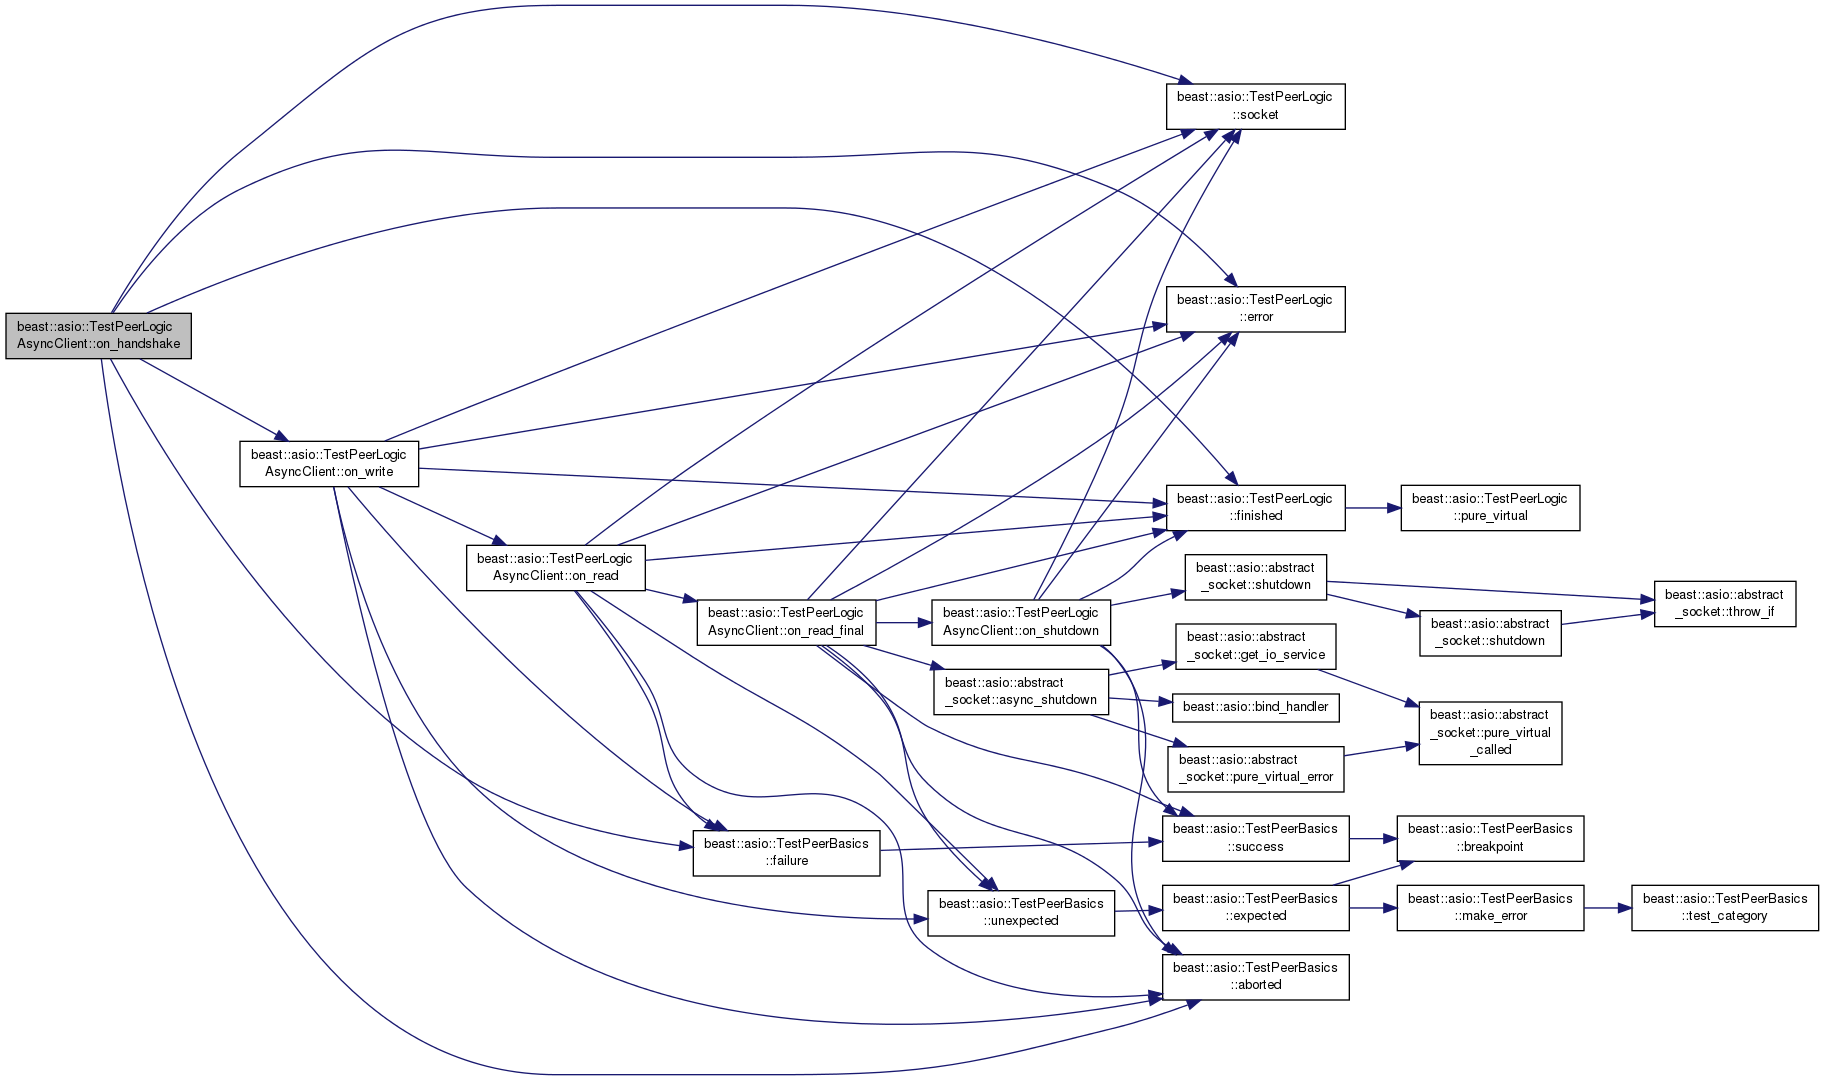 beast::asio::TestPeerLogic
AsyncClient::on_handshake
beast::asio::TestPeerLogic
AsyncClient::on_write
beast::asio::TestPeerLogic
AsyncClient::on_read
beast::asio::TestPeerLogic
AsyncClient::on_read_final
beast::asio::TestPeerBasics
::failure
beast::asio::TestPeerLogic
AsyncClient::on_shutdown
beast::asio::abstract
_socket::async_shutdown
beast::asio::TestPeerBasics
::unexpected
beast::asio::TestPeerLogic
::socket
beast::asio::TestPeerLogic
::error
beast::asio::TestPeerLogic
::finished
beast::asio::abstract
_socket::shutdown
beast::asio::abstract
_socket::get_io_service
beast::asio::bind_handler
beast::asio::abstract
_socket::pure_virtual_error
beast::asio::TestPeerBasics
::success
beast::asio::TestPeerBasics
::expected
beast::asio::TestPeerBasics
::aborted
beast::asio::TestPeerLogic
::pure_virtual
beast::asio::abstract
_socket::shutdown
beast::asio::abstract
_socket::pure_virtual
_called
beast::asio::TestPeerBasics
::breakpoint
beast::asio::TestPeerBasics
::make_error
beast::asio::abstract
_socket::throw_if
beast::asio::TestPeerBasics
::test_category